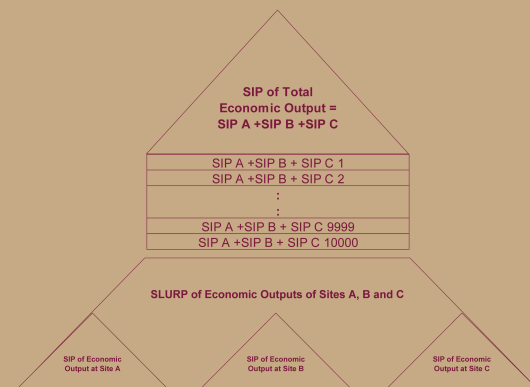 SIP of Total
Economic Output =
SIP A +SIP B +SIP C
SIP A +SIP B + SIP C 1
SIP A +SIP B + SIP C 2
:
:
SIP A +SIP B + SIP C 9999
SIP A +SIP B + SIP C 10000
SLURP of Economic Outputs of Sites A, B and C
SIP of Economic
Output at Site A
SIP of Economic
Output at Site B
SIP of Economic
Output at Site C